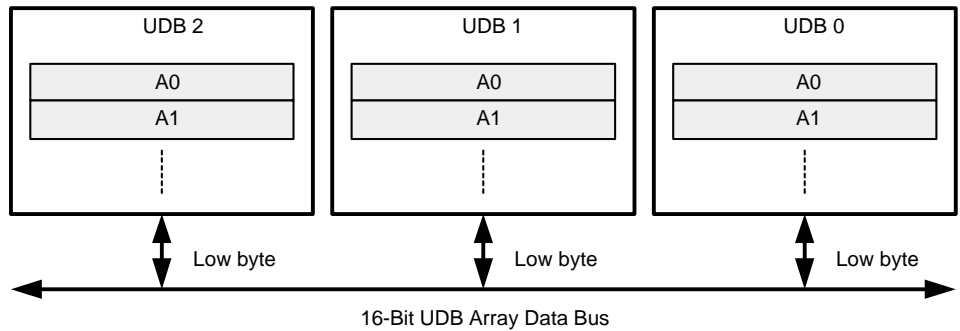 UDB 2 UDB 1 UDB 0
A0 A0 A0
A1 A1 A1
Low byte Low byte Low byte
16-Bit UDB Array Data Bus